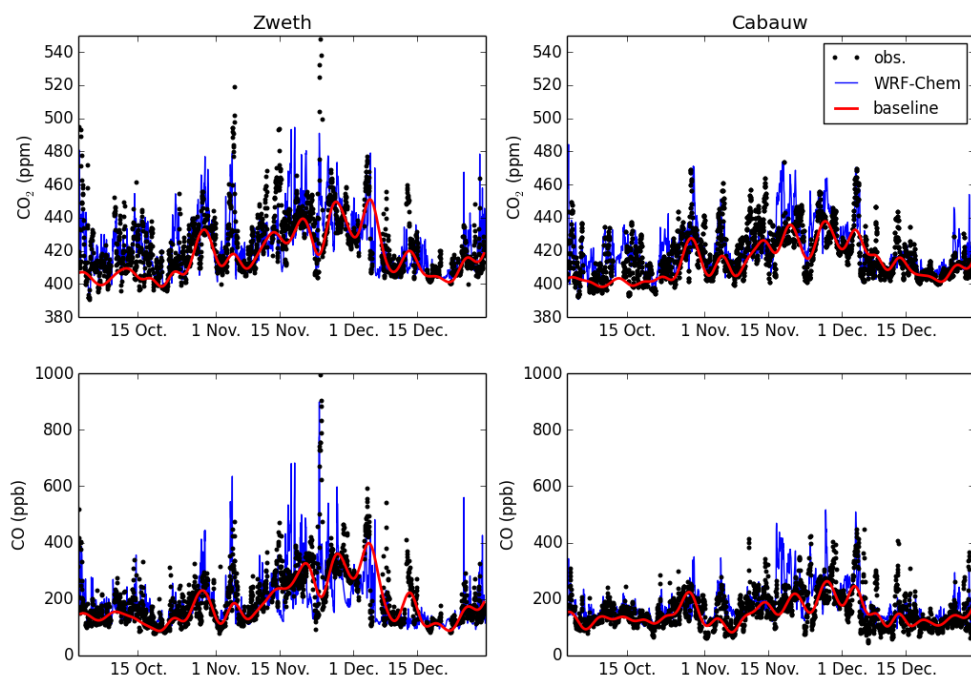 Zweth
Cabauw
CO₂ (ppm)
540
520
500
480
460
440
420
400
380
15 Oct.
1 Nov.
15 Nov.
1 Dec.
15 Dec.
CO₂ (ppm)
540
520
500
480
460
440
420
400
380
15 Oct.
1 Nov.
15 Nov.
1 Dec.
15 Dec.
obs.
WRF-Chem
baseline
CO (ppb)
1000
800
600
400
200
0
15 Oct.
1 Nov.
15 Nov.
1 Dec.
15 Dec.
CO (ppb)
1000
800
600
400
200
0
15 Oct.
1 Nov.
15 Nov.
1 Dec.
15 Dec.